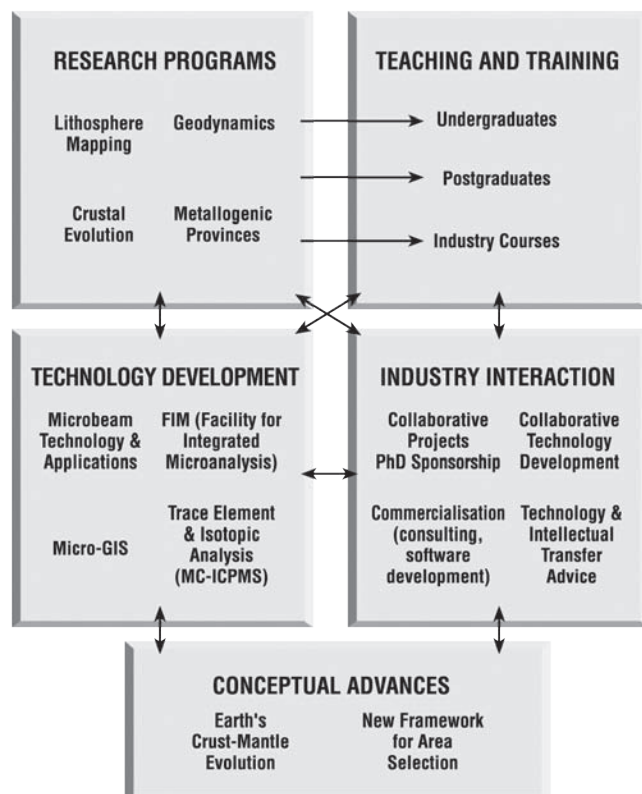 RESEARCH PROGRAMS
Lithosphere
Mapping
Geodynamics
Crustal
Evolution
Metallogenic
Provinces
TEACHING AND TRAINING
Undergraduates
Postgraduates
Industry Courses
TECHNOLOGY DEVELOPMENT
Microbeam
Technology &
Applications
FIM (Facility for
Integrated
Microanalysis)
Micro-GIS
Trace Element
& Isotopic
Analysis
(MC-ICPMS)
INDUSTRY INTERACTION
Collaborative
Projects
PhD Sponsorship
Collaborative
Technology
Development
Commercialisation
(consulting,
software
development)
Technology &
Intellectual
Transfer
Advice
CONCEPTUAL ADVANCES
Earth's
Crust-Mantle
Evolution
New Framework
for Area
Selection